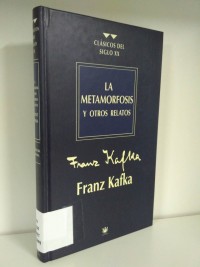 CLÁSICOS DEL
SIGLO XX
LA
METAMORFOSIS
Y OTROS RELATOS
Franz Kafka
Franz Kafka